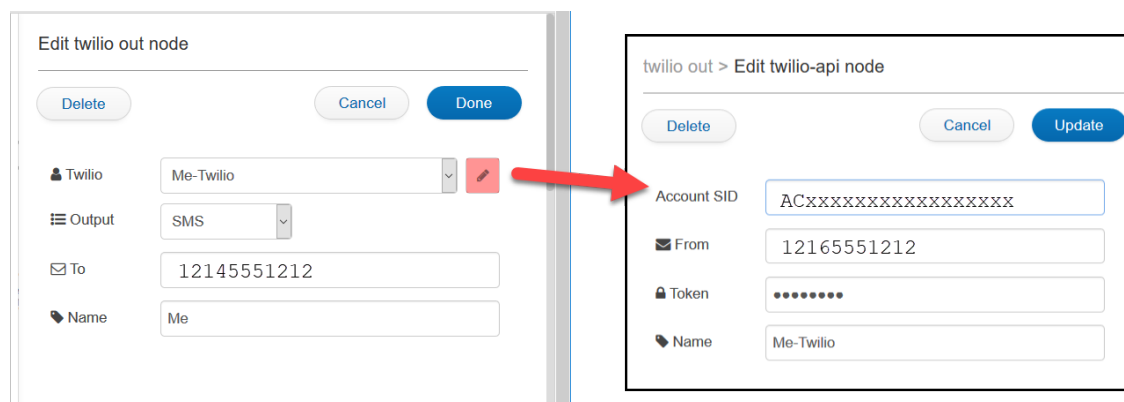 Edit twilio out node
Delete
Cancel
Done
Twilio
Me-Twilio
Output
SMS
To
12145551212
Name
Me
twilio out > Edit twilio-api node
Delete
Cancel
Update
Account SID
ACxxxxxxxxxxxxxxxxx
From
12165551212
Token
••••••••
Name
Me-Twilio